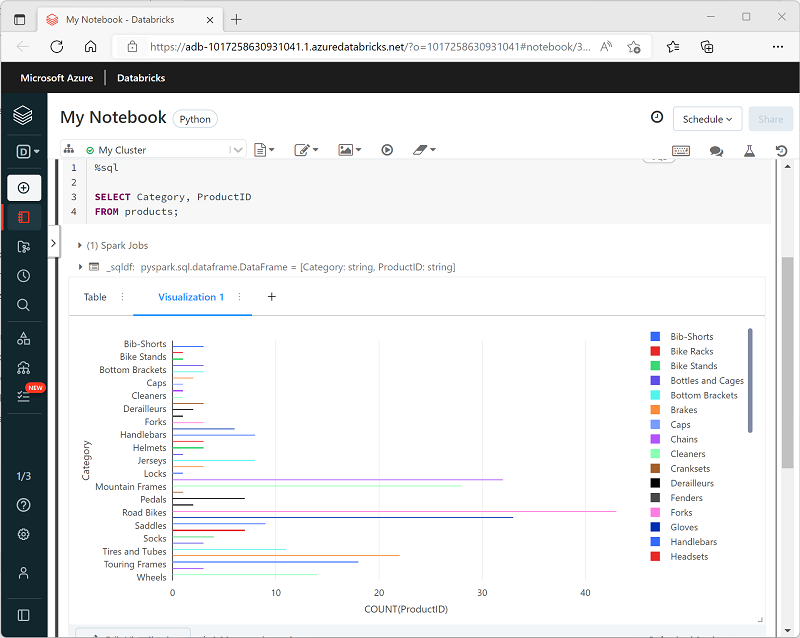 My Notebook - Databricks
https://adb-1017258630931041.1.azuredatabricks.net/?o=1017258630931041#notebook/3...
Microsoft Azure
Databricks
My Notebook
Python
Schedule
Share
D
My Cluster
1 %sql
2
3 SELECT Category, ProductID
4 FROM products;
(1) Spark Jobs
_sqldf: pyspark.sql.dataframe.DataFrame = [Category: string, ProductID: string]
Table
Visualization 1
+
NEW
1/3
Category
Bib-Shorts
Bike Stands
Bottom Brackets
Caps
Cleaners
Derailleurs
Forks
Handlebars
Helmets
Jerseys
Locks
Mountain Frames
Pedals
Road Bikes
Saddles
Socks
Tires and Tubes
Touring Frames
Wheels
0 10 20 30 40
COUNT(ProductID)
Bib-Shorts
Bike Racks
Bike Stands
Bottles and Cages
Bottom Brackets
Brakes
Caps
Chains
Cleaners
Cranksets
Derailleurs
Fenders
Forks
Gloves
Handlebars
Headsets